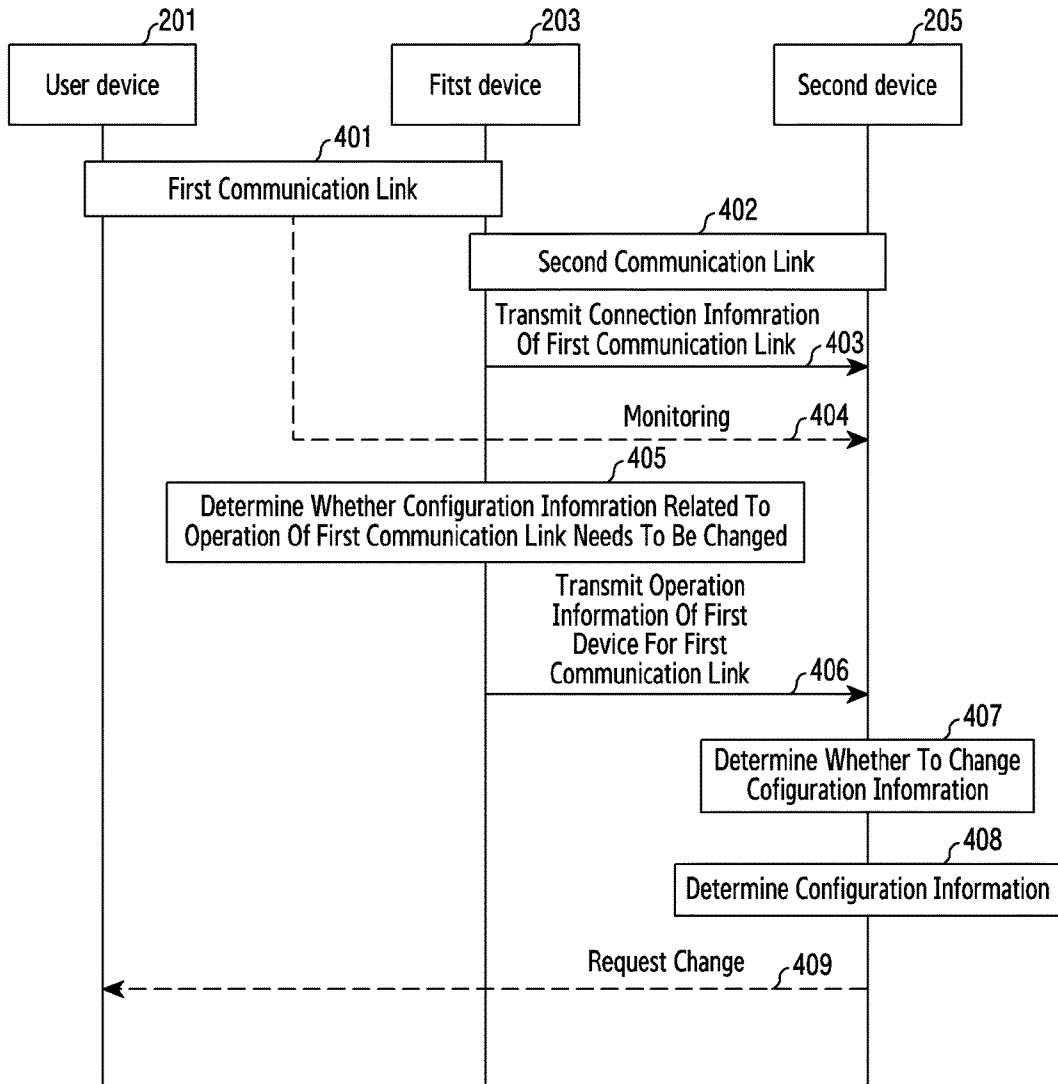 201
203
205
User device
Fitst device
Second device
401
First Communication Link
402
Second Communication Link
Transmit Connection Infomration
Of First Communication Link
403
Monitoring
404
405
Determine Whether Configuration Infomration Related To
Operation Of First Communication Link Needs To Be Changed
Transmit Operation
Information Of First
Device For First
Communication Link
406
407
Determine Whether To Change
Cofiguration Infomration
408
Determine Configuration Information
Request Change
409